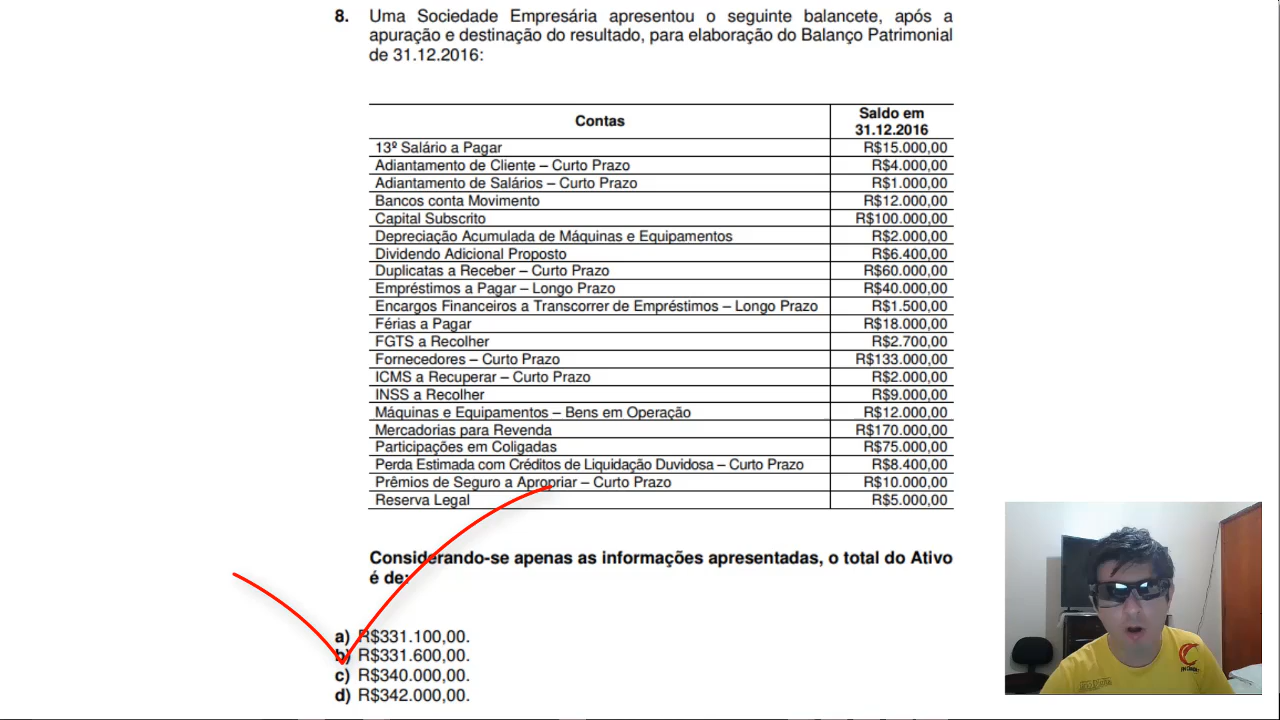 8. Uma Sociedade Empresária apresentou o seguinte balancete, após a
apuração e destinação do resultado, para elaboração do Balanço Patrimonial
de 31.12.2016:
Contas Saldo em
31.12.2016
13º Salário a Pagar R$15.000,00
Adiantamento de Cliente – Curto Prazo R$4.000,00
Adiantamento de Salários – Curto Prazo R$1.000,00
Bancos conta Movimento R$12.000,00
Capital Subscrito R$100.000,00
Depreciação Acumulada de Máquinas e Equipamentos R$2.000,00
Dividendo Adicional Proposto R$6.400,00
Duplicatas a Receber – Curto Prazo R$60.000,00
Empréstimos a Pagar – Longo Prazo R$40.000,00
Encargos Financeiros a Transcorrer de Empréstimos – Longo Prazo R$1.500,00
Férias a Pagar R$18.000,00
FGTS a Recolher R$2.700,00
Fornecedores – Curto Prazo R$133.000,00
ICMS a Recuperar – Curto Prazo R$2.000,00
INSS a Recolher R$9.000,00
Máquinas e Equipamentos – Bens em Operação R$12.000,00
Mercadorias para Revenda R$170.000,00
Participações em Coligadas R$75.000,00
Perda Estimada com Créditos de Liquidação Duvidosa – Curto Prazo R$8.400,00
Prêmios de Seguro a Apropriar – Curto Prazo R$10.000,00
Reserva Legal R$5.000,00
Considerando-se apenas as informações apresentadas, o total do Ativo
é de:
a) R$331.100,00.
b) R$331.600,00.
c) R$340.000,00.
d) R$342.000,00.